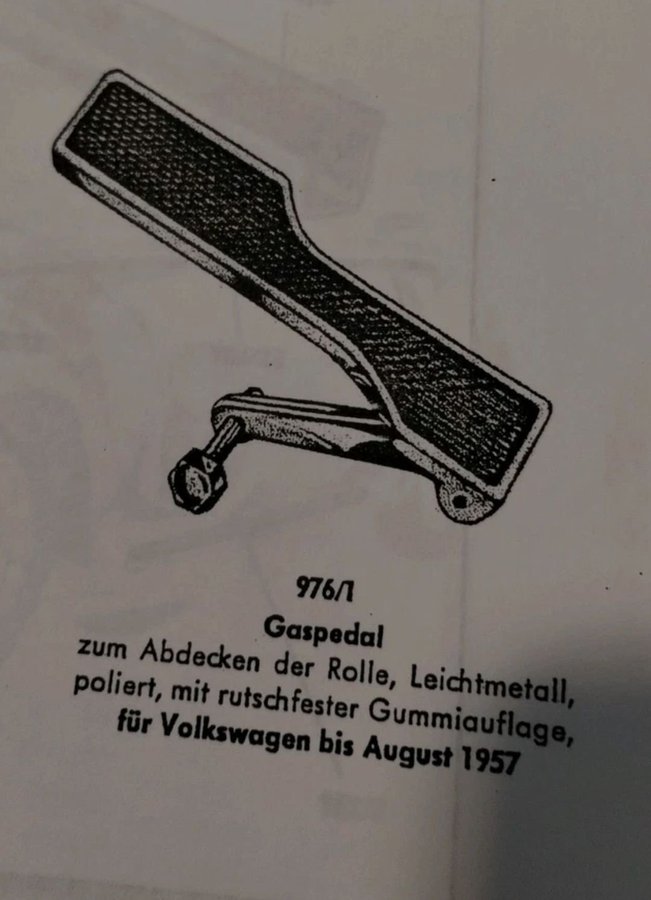 976/1
Gaspedal
zum Abdecken der Rolle, Leichtmetall,
poliert, mit rutschfester Gummiauflage,
für Volkswagen bis August 1957